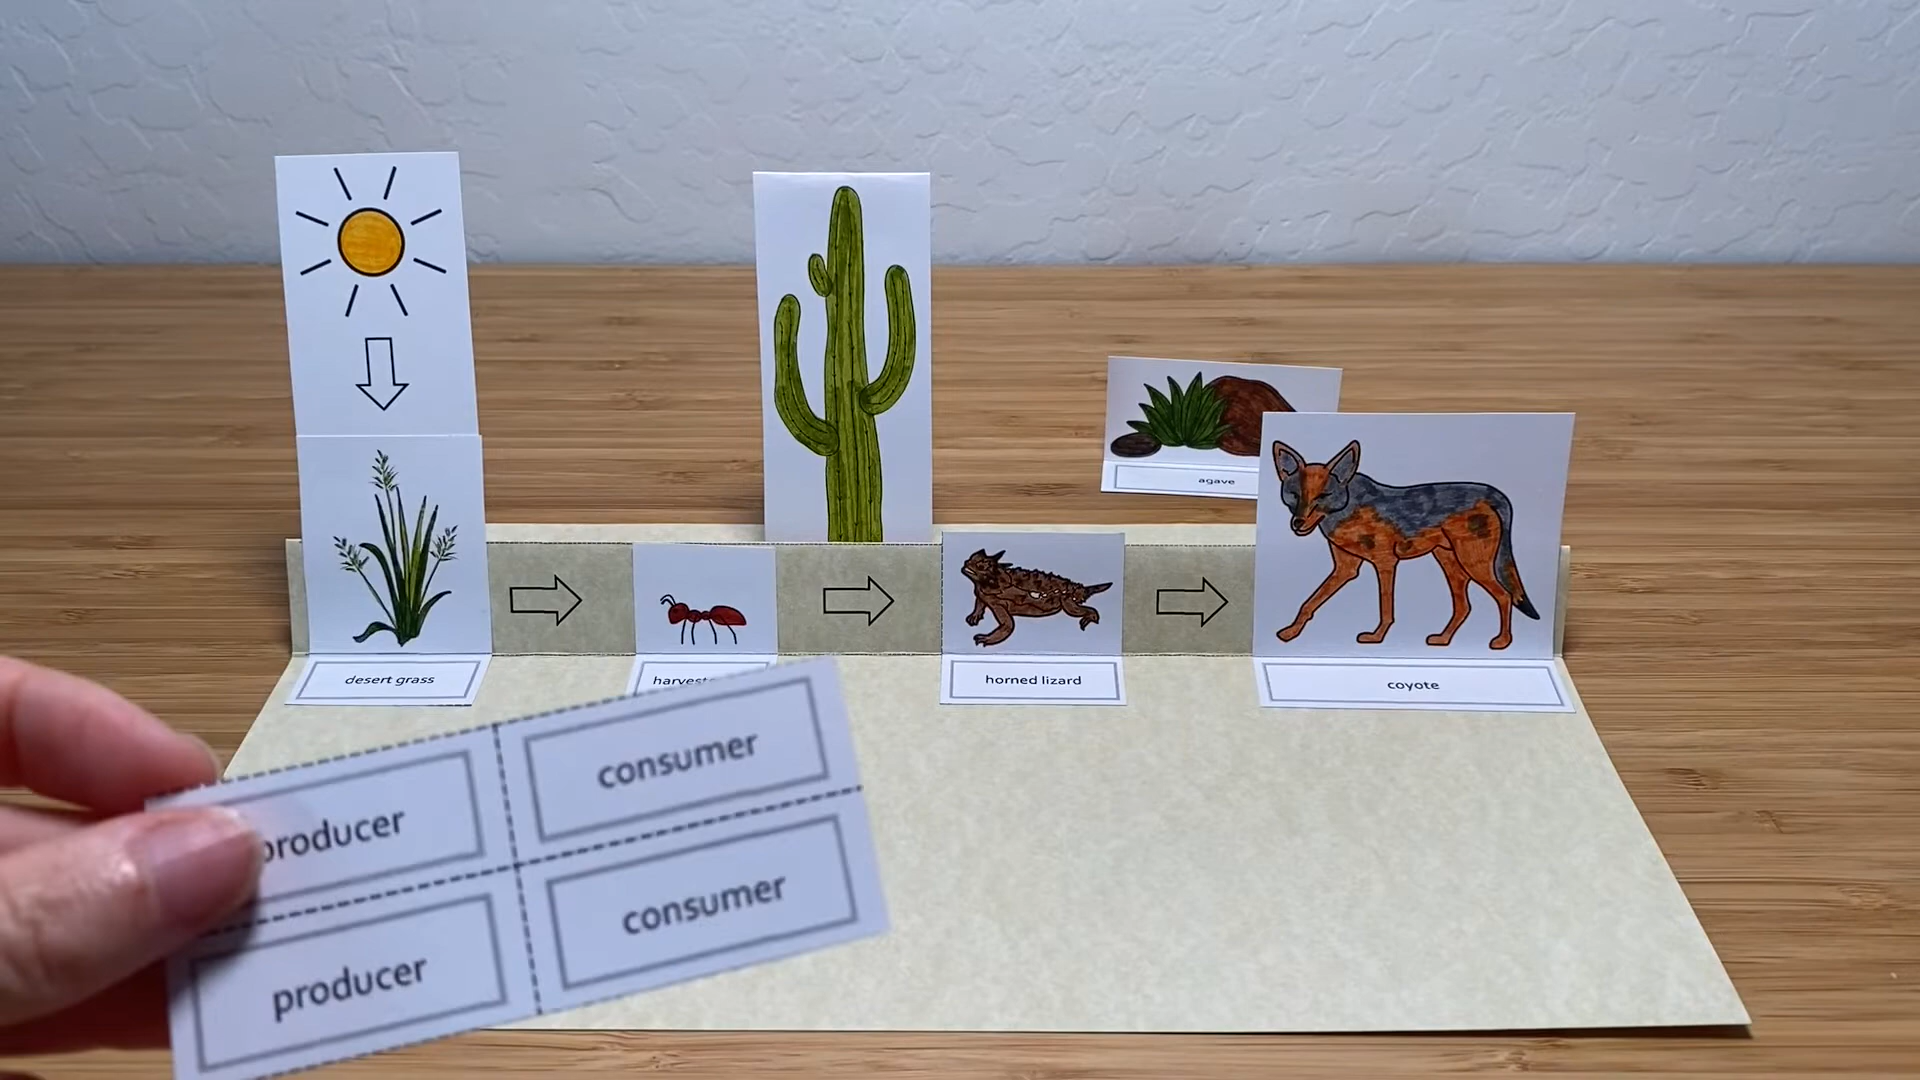 agave
desert grass
horned lizard
coyote
producer
consumer
producer
consumer